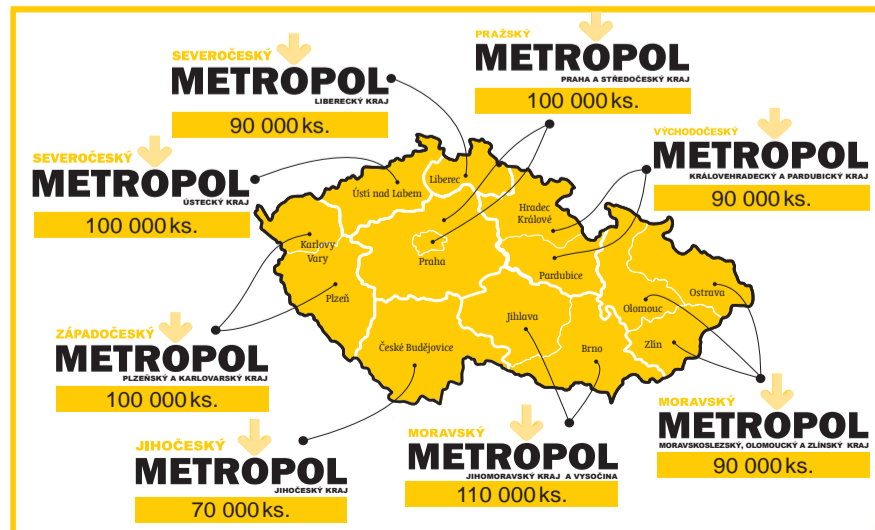 SEVEROČESKÝ
METROPOL
LIBERECKÝ KRAJ
90 000 ks.
PRAŽSKÝ
METROPOL
PRAHA A STŘEDOČESKÝ KRAJ
100 000 ks.
SEVEROČESKÝ
METROPOL
ÚSTECKÝ KRAJ
100 000 ks.
VÝCHODOČESKÝ
METROPOL
KRÁLOVEHRADECKÝ A PARDUBICKÝ KRAJ
90 000 ks.
Liberec
Ústí nad Labem
Hradec
Králové
Karlovy
Vary
Praha
Pardubice
Plzeň
Ostrava
Olomouc
Jihlava
České Budějovice
Brno
Zlín
ZÁPADOČESKÝ
METROPOL
PLZEŇSKÝ A KARLOVARSKÝ KRAJ
100 000 ks.
JIHOČESKÝ
METROPOL
JIHOČESKÝ KRAJ
70 000 ks.
MORAVSKÝ
METROPOL
JIHOMORAVSKÝ KRAJ A VYSOČINA
110 000 ks.
MORAVSKÝ
METROPOL
MORAVSKOSLEZSKÝ, OLOMOUCKÝ A ZLÍNSKÝ KRAJ
90 000 ks.